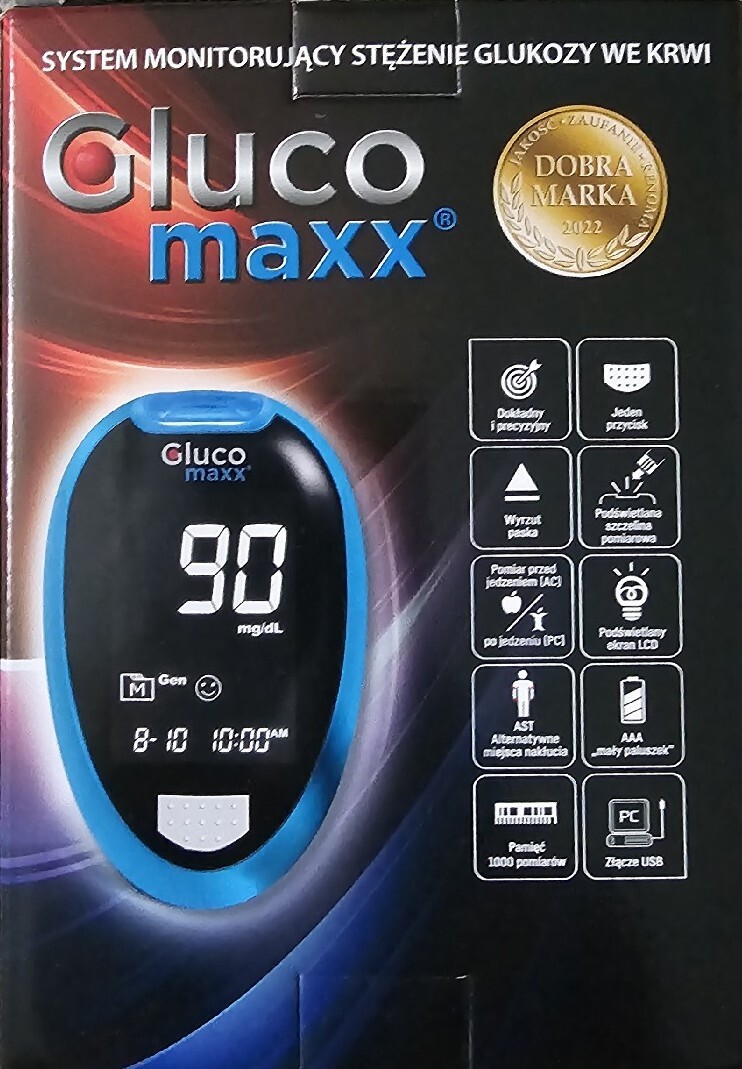 SYSTEM MONITORUJĄCY STĘŻENIE GLUKOZY WE KRWI
Gluco
maxx®
JAKOŚĆ • ZAUFANIE • RENOMA
DOBRA
MARKA
2022
Gluco
maxx®
90
mg/dL
M Gen
8-10 10:00 AM
Dokładny
i precyzyjny
Jeden
przycisk
Wyrzut
paska
Podświetlana
szczelina
pomiarowa
Pomiar przed
jedzeniem (AC)
po jedzeniu (PC)
Podświetlany
ekran LCD
AST
Alternatywne
miejsca nakłucia
AAA
„mały paluszek"
Pamięć
1000 pomiarów
PC
Złącze USB